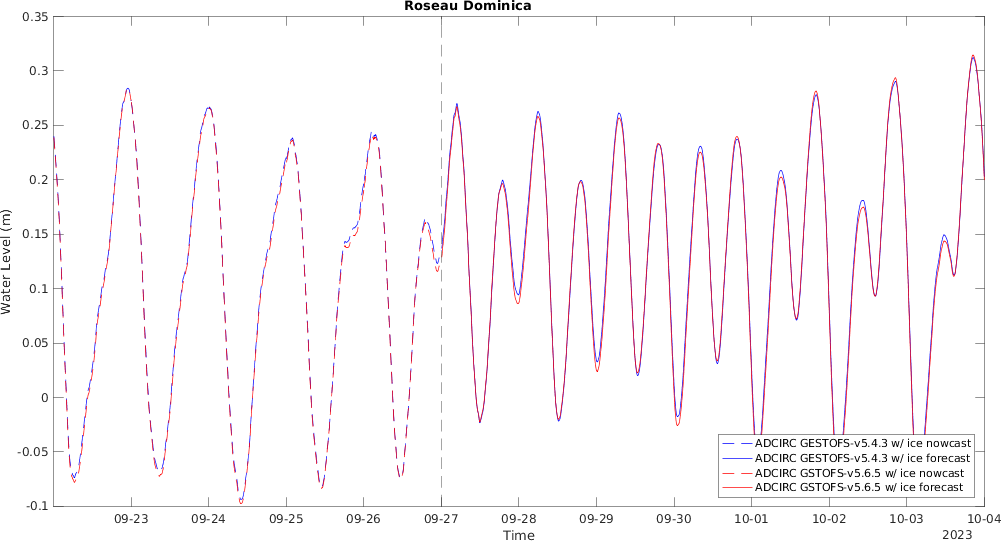 Roseau Dominica
0.35
0.3
0.25
0.2
0.15
0.1
0.05
0
-0.05
-0.1
Water Level (m)
ADCIRC GESTOFS-v5.4.3 w/ ice nowcast
ADCIRC GESTOFS-v5.4.3 w/ ice forecast
ADCIRC GSTOFS-v5.6.5 w/ ice nowcast
ADCIRC GSTOFS-v5.6.5 w/ ice forecast
09-23 09-24 09-25 09-26 09-27 09-28 09-29 09-30 10-01 10-02 10-03 10-04
Time
2023